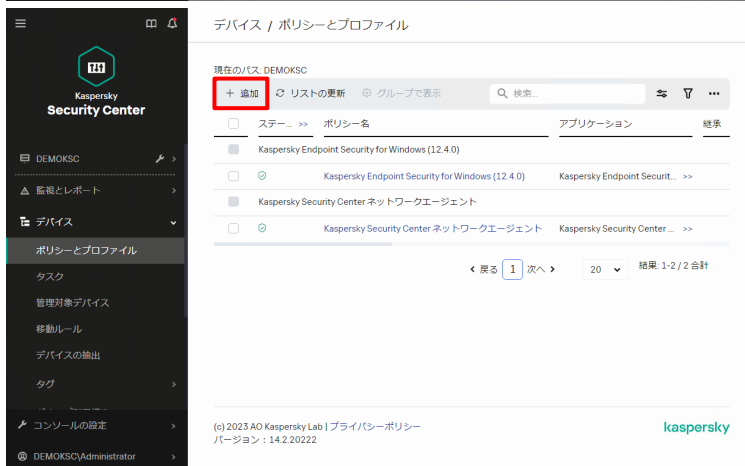 デバイス / ポリシーとプロファイル
Kaspersky
Security Center
DEMOKSC
監視とレポート
デバイス
ポリシーとプロファイル
タスク
管理対象デバイス
移動ルール
デバイスの抽出
タグ
コンソールの設定
DEMOKSC\Administrator
現在のパス: DEMOKSC
+ 追加 リストの更新 グループで表示 検索...
ステー... >> ポリシー名 アプリケーション 継承
Kaspersky Endpoint Security for Windows (12.4.0)
Kaspersky Endpoint Security for Windows (12.4.0) Kaspersky Endpoint Securit... >>
Kaspersky Security Center ネットワークエージェント
Kaspersky Security Center ネットワークエージェント Kaspersky Security Center ... >>
戻る 1 次へ 20 結果: 1-2 / 2 合計
(c) 2023 AO Kaspersky Lab | プライバシーポリシー
バージョン : 14.2.20222
kaspersky